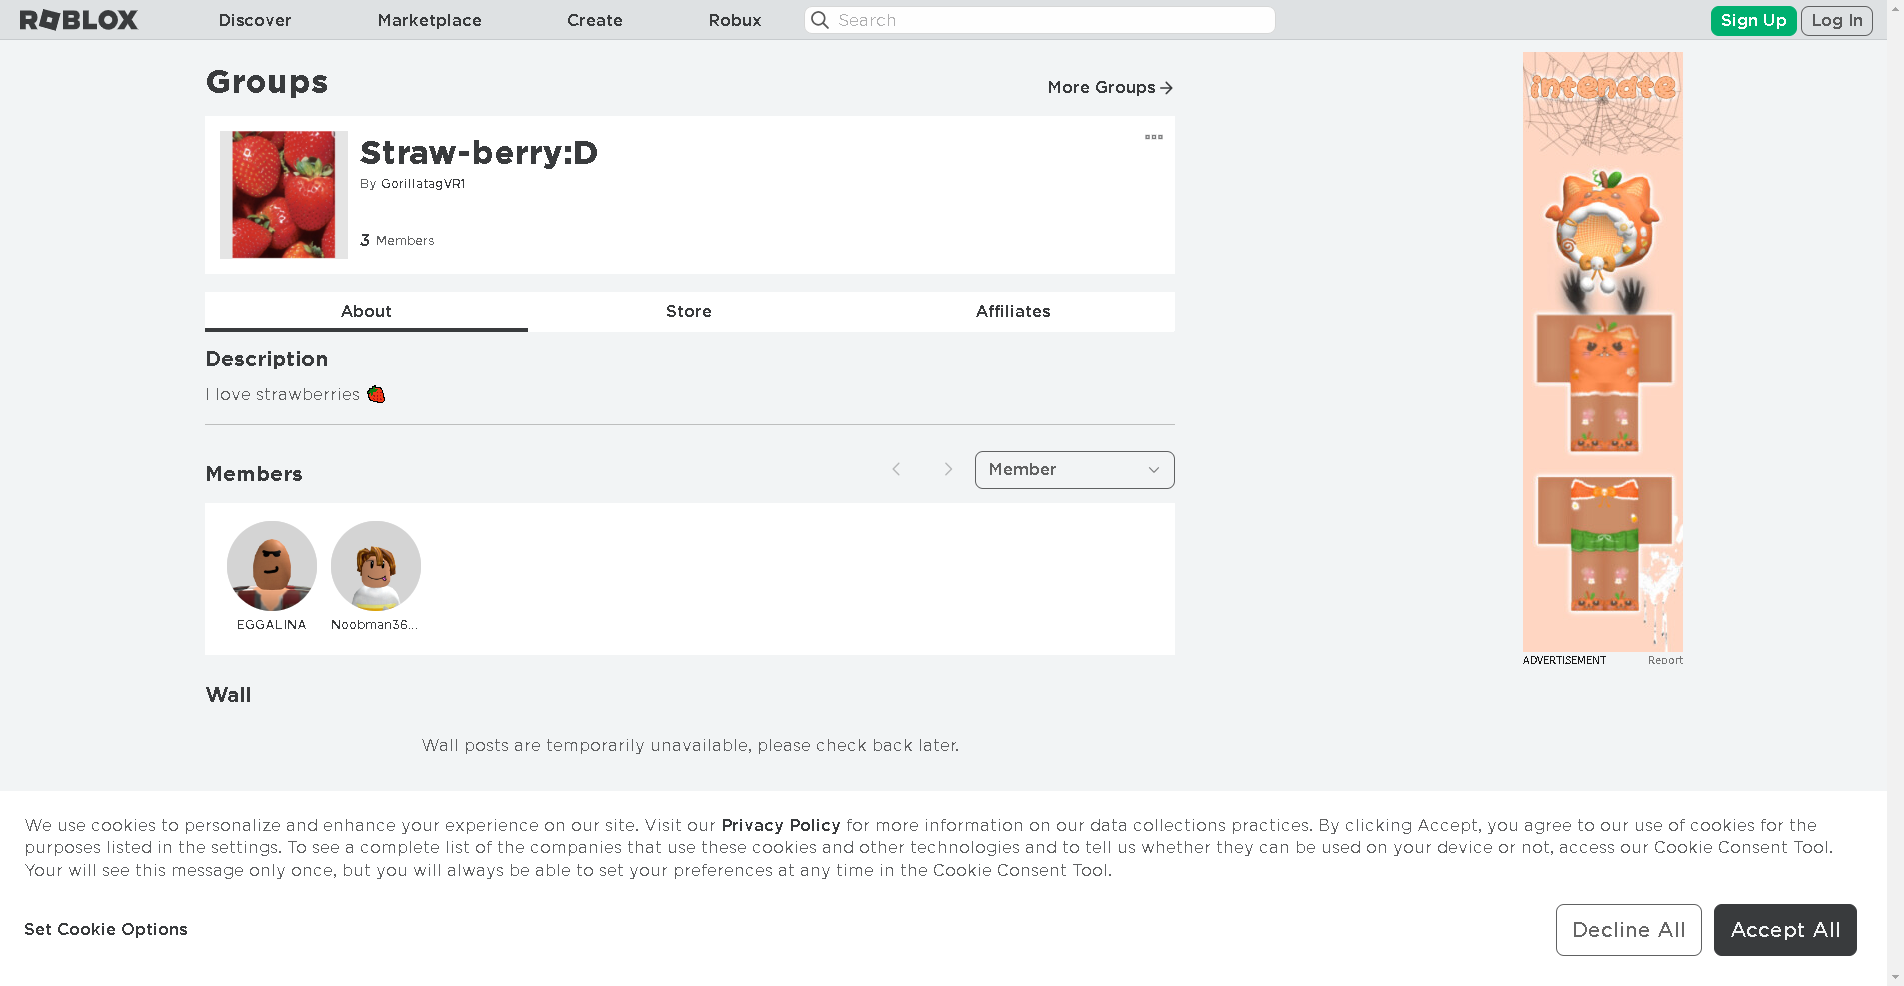 ROBLOX Discover Marketplace Create Robux Search Sign Up Log In
Groups
More Groups
Straw-berry:D
By GorillatagVR1
3 Members
About Store Affiliates
Description
I love strawberries 🍓
Members
Member
EGGALINA Noobman36...
Wall
Wall posts are temporarily unavailable, please check back later.
intenate
ADVERTISEMENT Report
We use cookies to personalize and enhance your experience on our site. Visit our Privacy Policy for more information on our data collections practices. By clicking Accept, you agree to our use of cookies for the
purposes listed in the settings. To see a complete list of the companies that use these cookies and other technologies and to tell us whether they can be used on your device or not, access our Cookie Consent Tool.
Your will see this message only once, but you will always be able to set your preferences at any time in the Cookie Consent Tool.
Set Cookie Options
Decline All Accept All